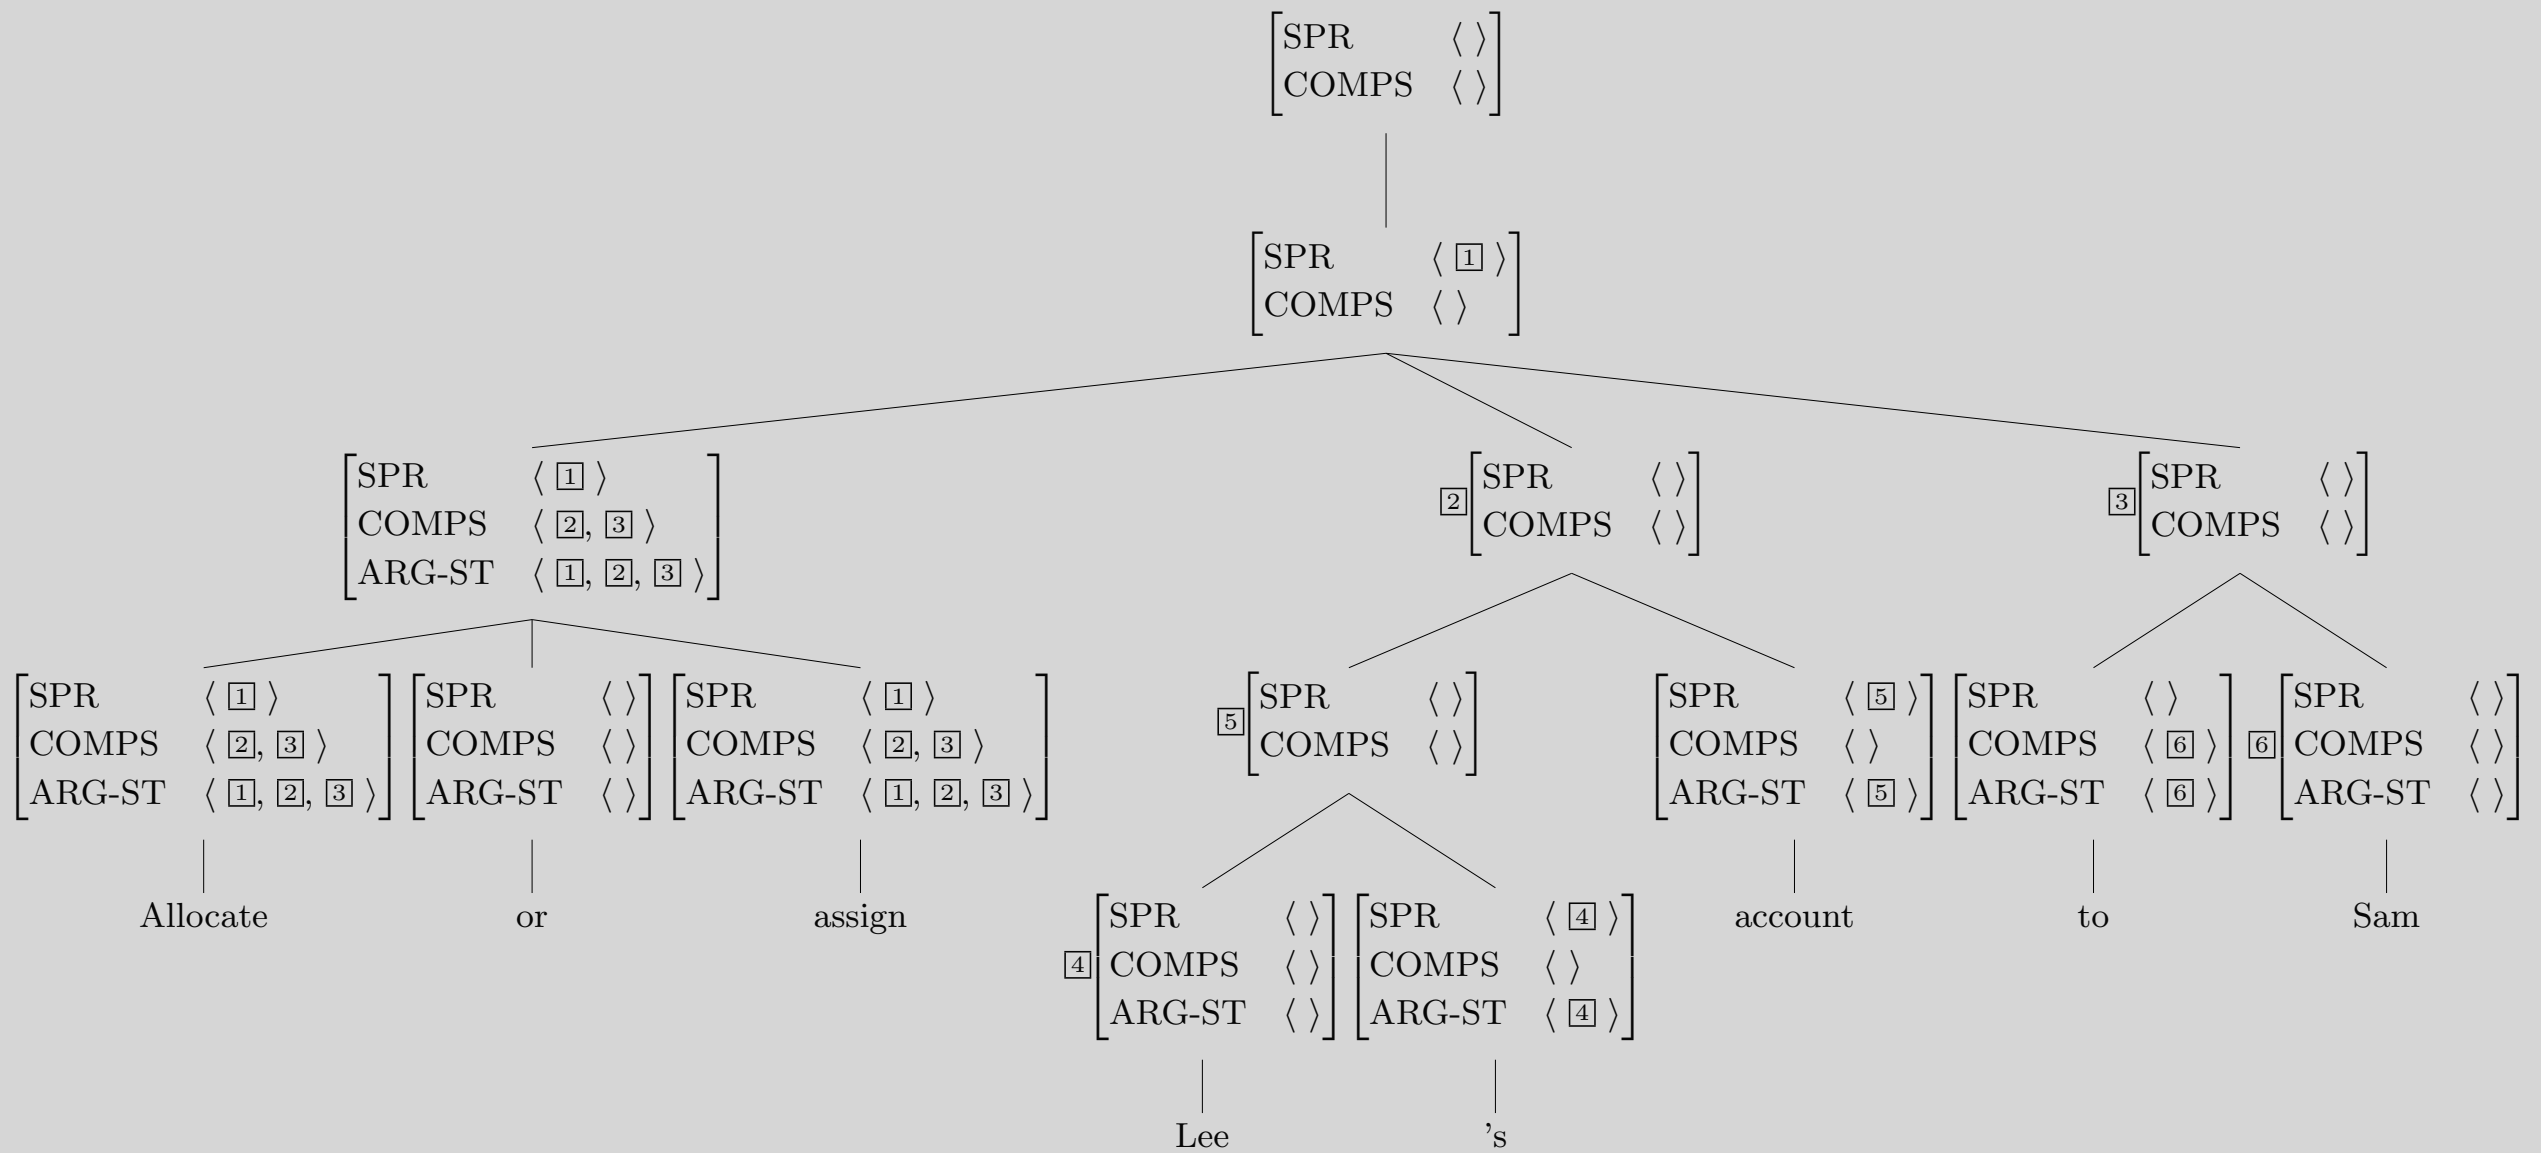 SPR ⟨ ⟩
COMPS ⟨ ⟩
SPR ⟨ 1 ⟩
COMPS ⟨ ⟩
SPR ⟨ 1 ⟩
COMPS ⟨ 2, 3 ⟩
ARG-ST ⟨ 1, 2, 3 ⟩
2
SPR ⟨ ⟩
COMPS ⟨ ⟩
3
SPR ⟨ ⟩
COMPS ⟨ ⟩
SPR ⟨ 1 ⟩
COMPS ⟨ 2, 3 ⟩
ARG-ST ⟨ 1, 2, 3 ⟩
SPR ⟨ ⟩
COMPS ⟨ ⟩
ARG-ST ⟨ ⟩
SPR ⟨ 1 ⟩
COMPS ⟨ 2, 3 ⟩
ARG-ST ⟨ 1, 2, 3 ⟩
5
SPR ⟨ ⟩
COMPS ⟨ ⟩
SPR ⟨ 5 ⟩
COMPS ⟨ ⟩
ARG-ST ⟨ 5 ⟩
SPR ⟨ ⟩
COMPS ⟨ 6 ⟩
ARG-ST ⟨ 6 ⟩
6
SPR ⟨ ⟩
COMPS ⟨ ⟩
ARG-ST ⟨ ⟩
Allocate or assign
4
SPR ⟨ ⟩
COMPS ⟨ ⟩
ARG-ST ⟨ ⟩
SPR ⟨ 4 ⟩
COMPS ⟨ ⟩
ARG-ST ⟨ 4 ⟩
account to Sam
Lee 's